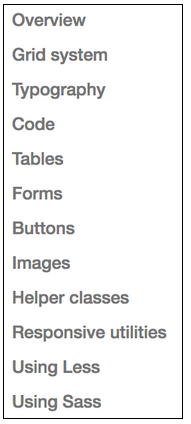 Overview
Grid system
Typography
Code
Tables
Forms
Buttons
Images
Helper classes
Responsive utilities
Using Less
Using Sass